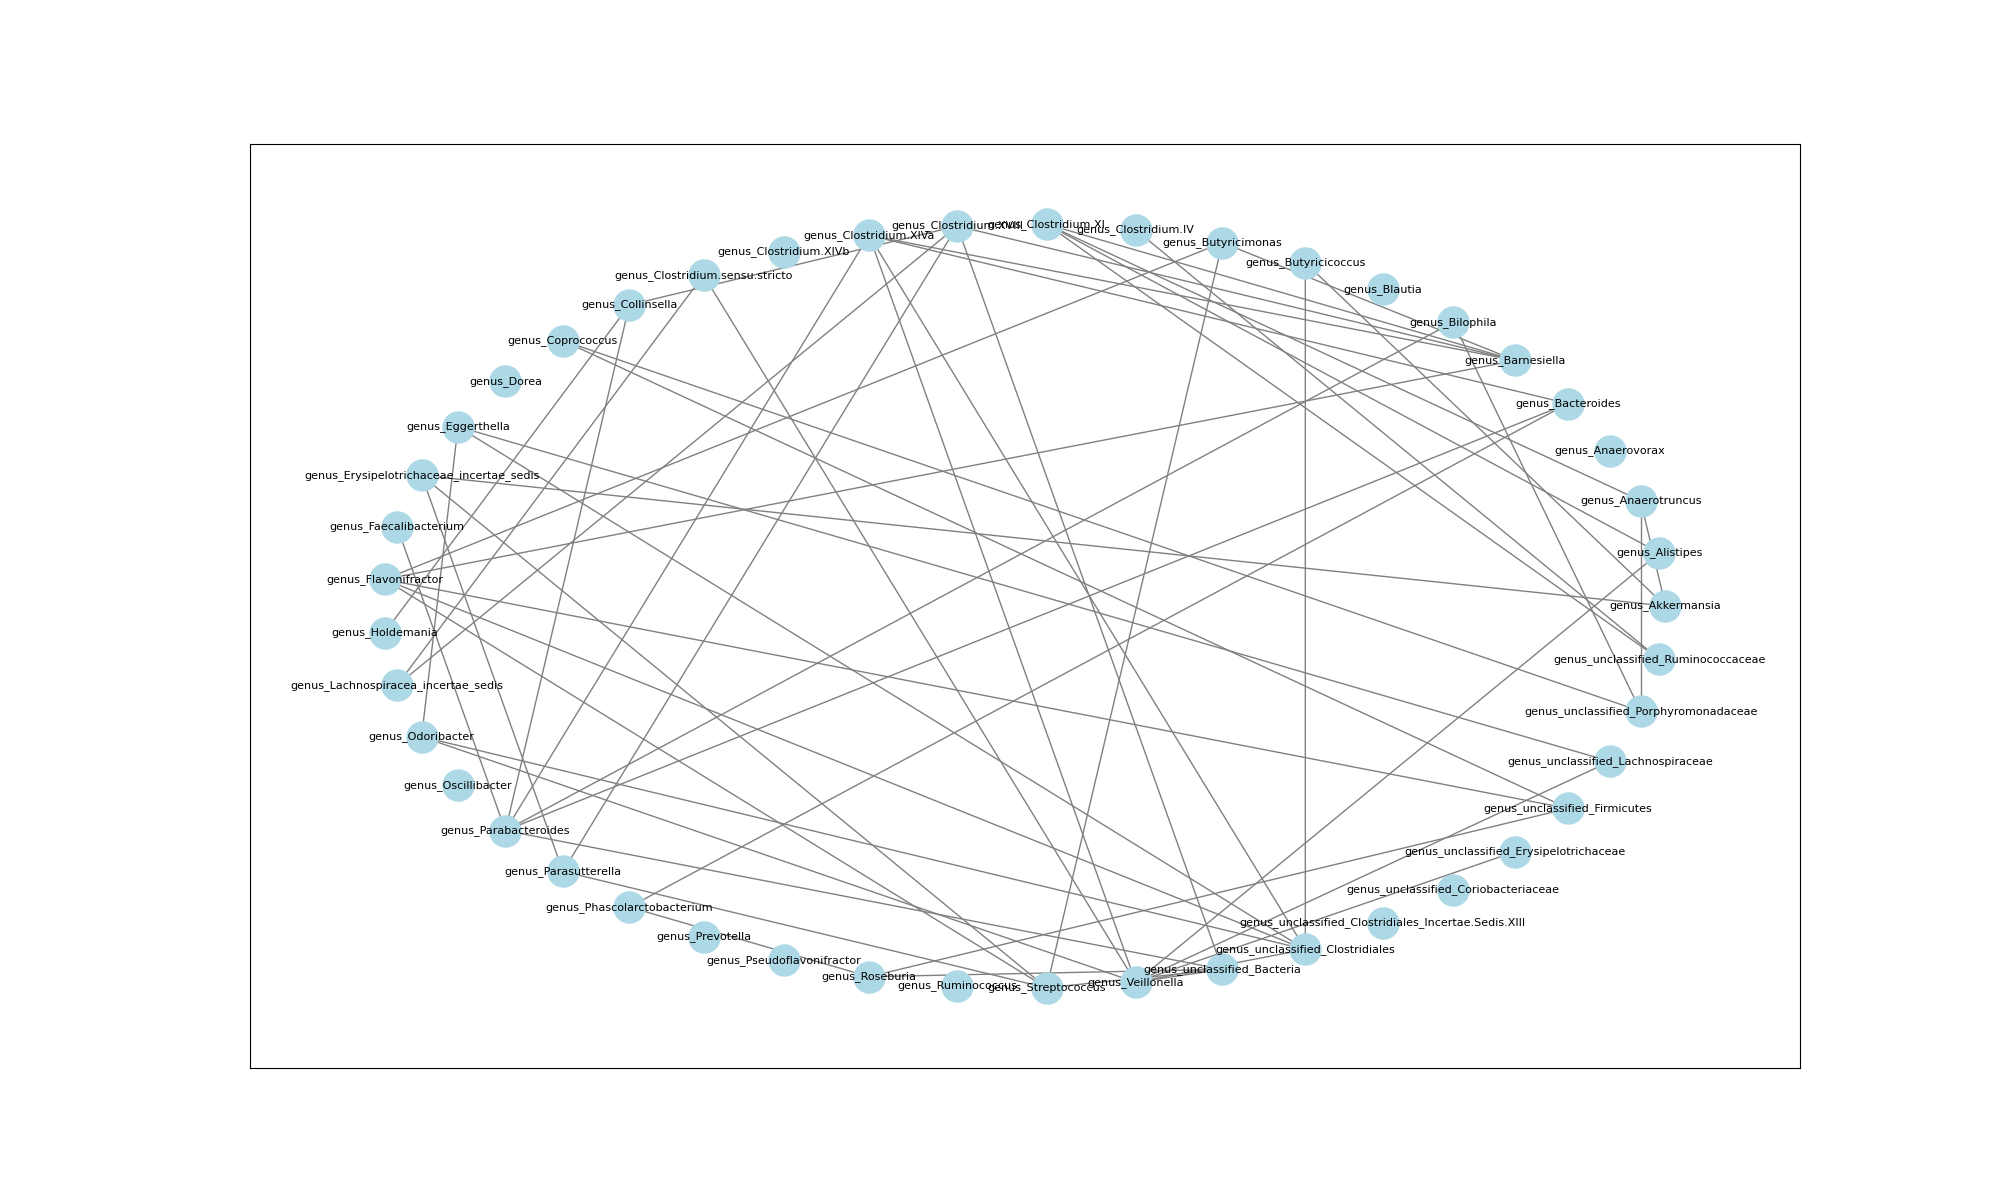 genus_Clostridium.XI
genus_Clostridium.XVIII
genus_Clostridium.IV
genus_Clostridium.XIVa
genus_Butyricimonas
genus_Clostridium.XIVb
genus_Butyricicoccus
genus_Clostridium.sensu.stricto
genus_Blautia
genus_Collinsella
genus_Bilophila
genus_Coprococcus
genus_Barnesiella
genus_Dorea
genus_Bacteroides
genus_Eggerthella
genus_Anaerovorax
genus_Erysipelotrichaceae_incertae_sedis
genus_Anaerotruncus
genus_Faecalibacterium
genus_Alistipes
genus_Flavonifractor
genus_Akkermansia
genus_Holdemania
genus_unclassified_Ruminococcaceae
genus_Lachnospiracea_incertae_sedis
genus_unclassified_Porphyromonadaceae
genus_Odoribacter
genus_unclassified_Lachnospiraceae
genus_Oscillibacter
genus_unclassified_Firmicutes
genus_Parabacteroides
genus_unclassified_Erysipelotrichaceae
genus_Parasutterella
genus_unclassified_Coriobacteriaceae
genus_Phascolarctobacterium
genus_unclassified_Clostridiales_Incertae.Sedis.XIII
genus_Prevotella
genus_unclassified_Clostridiales
genus_Pseudoflavonifractor
genus_unclassified_Bacteria
genus_Roseburia
genus_Veillonella
genus_Ruminococcus
genus_Streptococcus